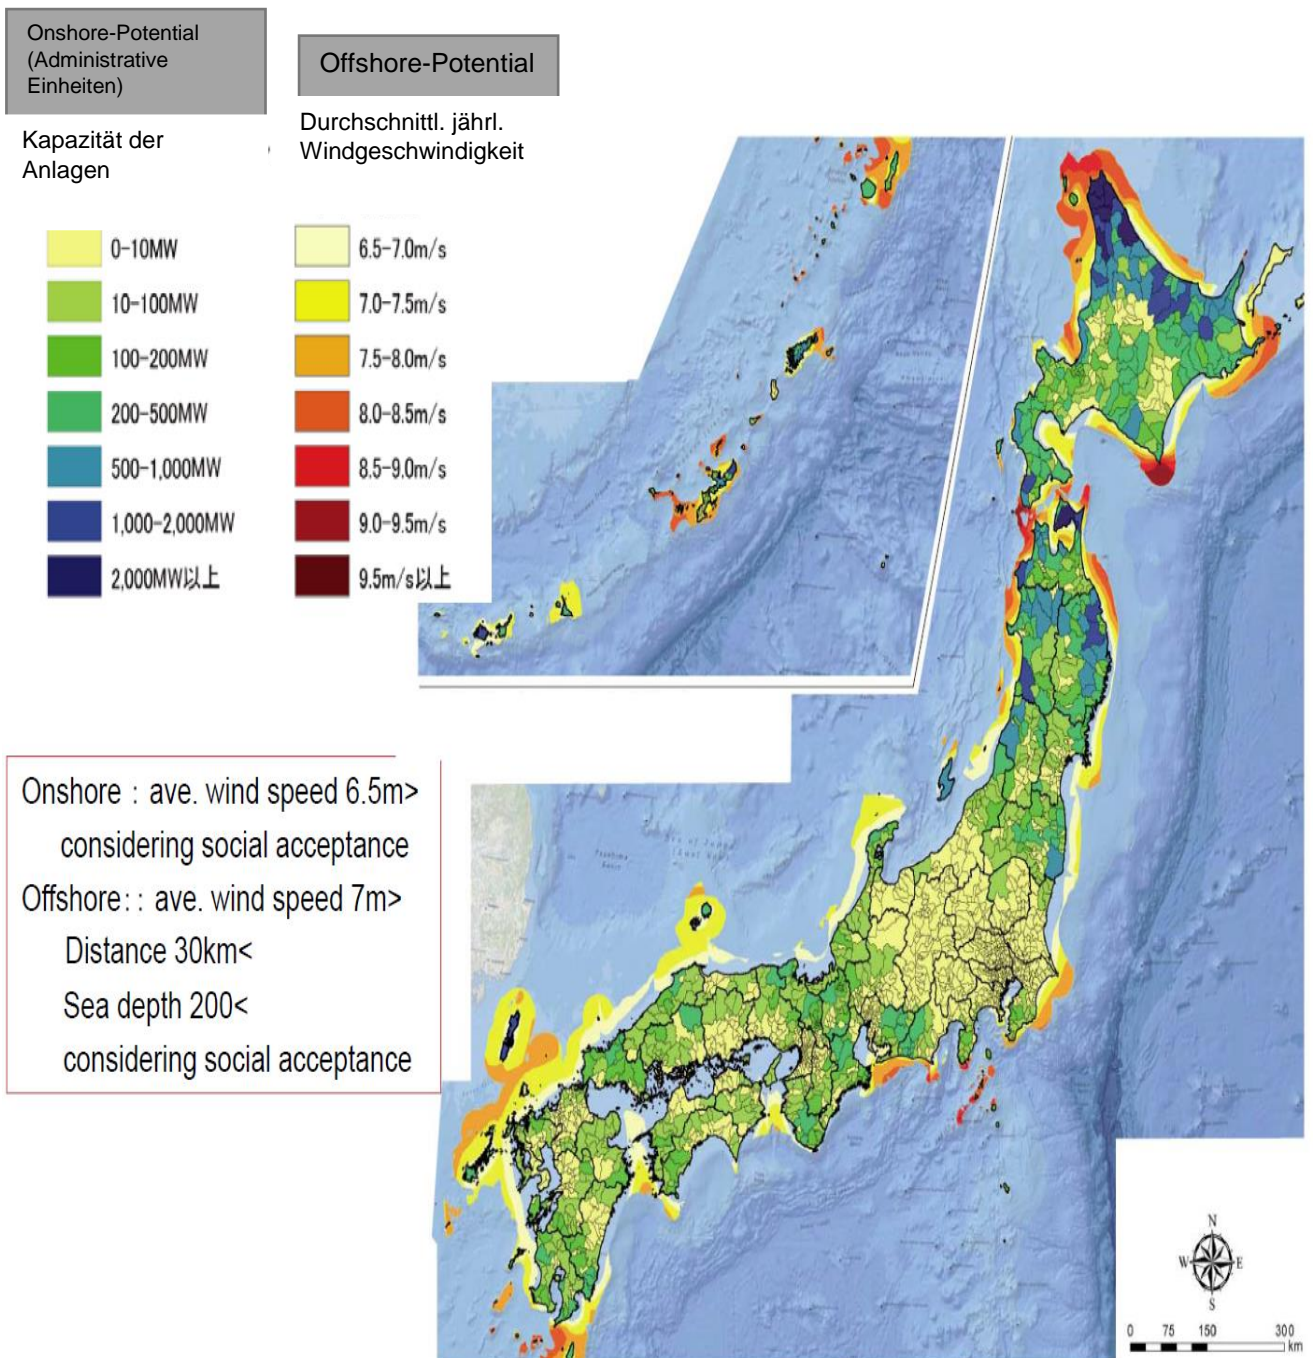 Onshore-Potential
(Administrative
Einheiten)
Offshore-Potential
Kapazität der
Anlagen
Durchschnittl. jährl.
Windgeschwindigkeit
0-10MW
10-100MW
100-200MW
200-500MW
500-1,000MW
1,000-2,000MW
2,000MW以上
6.5-7.0m/s
7.0-7.5m/s
7.5-8.0m/s
8.0-8.5m/s
8.5-9.0m/s
9.0-9.5m/s
9.5m/s以上
Onshore : ave. wind speed 6.5m>
considering social acceptance
Offshore: : ave. wind speed 7m>
Distance 30km<
Sea depth 200<
considering social acceptance
N
W E
S
0 75 150 300
km